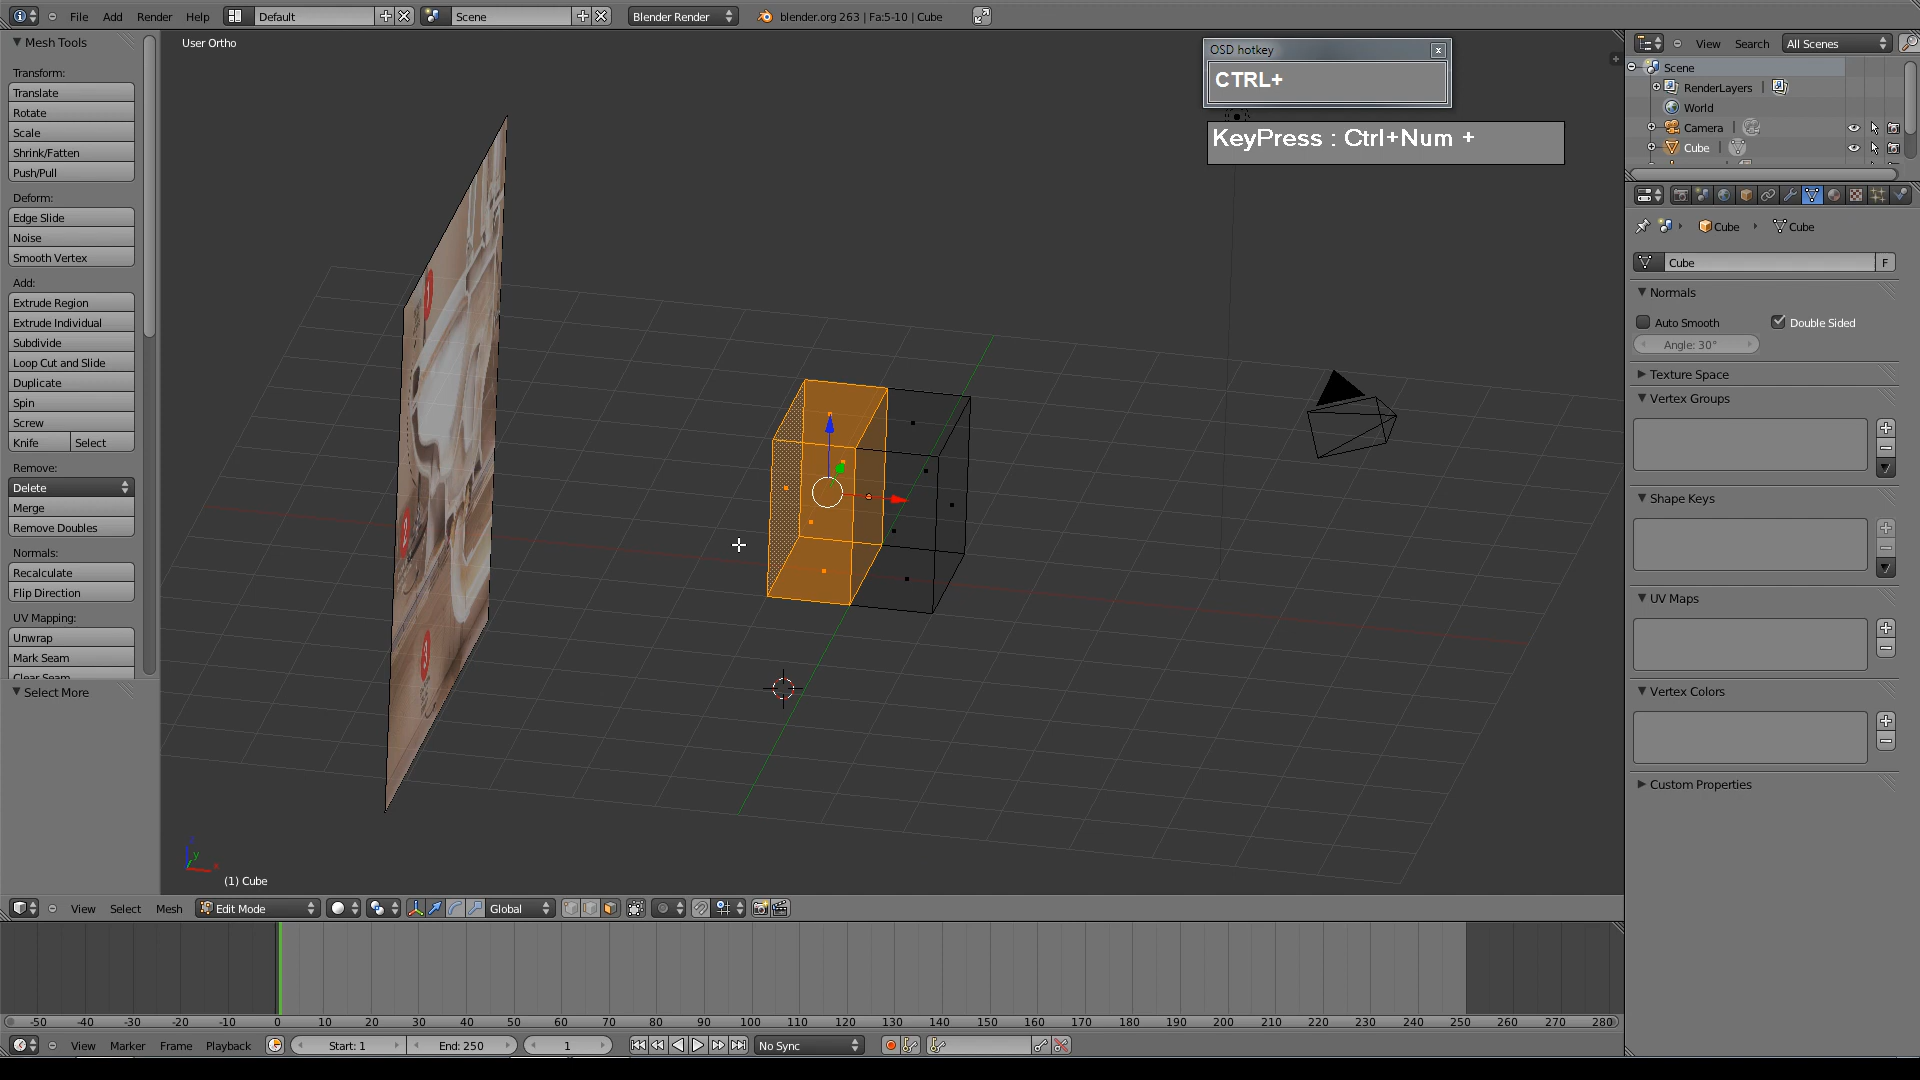 File Add Render Help Default Scene Blender Render blender.org 263 | Fa:5-10 | Cube
Mesh Tools
Transform:
Translate
Rotate
Scale
Shrink/Fatten
Push/Pull
Deform:
Edge Slide
Noise
Smooth Vertex
Add:
Extrude Region
Extrude Individual
Subdivide
Loop Cut and Slide
Duplicate
Spin
Screw
Knife Select
Remove:
Delete
Merge
Remove Doubles
Normals:
Recalculate
Flip Direction
UV Mapping:
Unwrap
Mark Seam
Clear Seam
Select More
User Ortho
OSD hotkey
CTRL+
KeyPress : Ctrl+Num +
z
y
x
(1) Cube
View Select Mesh Edit Mode Global
View Search All Scenes
Scene
RenderLayers
World
Camera
Cube
Cube Cube
Cube F
Normals
Auto Smooth Double Sided
Angle: 30°
Texture Space
Vertex Groups
Shape Keys
UV Maps
Vertex Colors
Custom Properties
-50 -40 -30 -20 -10 0 10 20 30 40 50 60 70 80 90 100 110 120 130 140 150 160 170 180 190 200 210 220 230 240 250 260 270 280
View Marker Frame Playback Start: 1 End: 250 1 No Sync